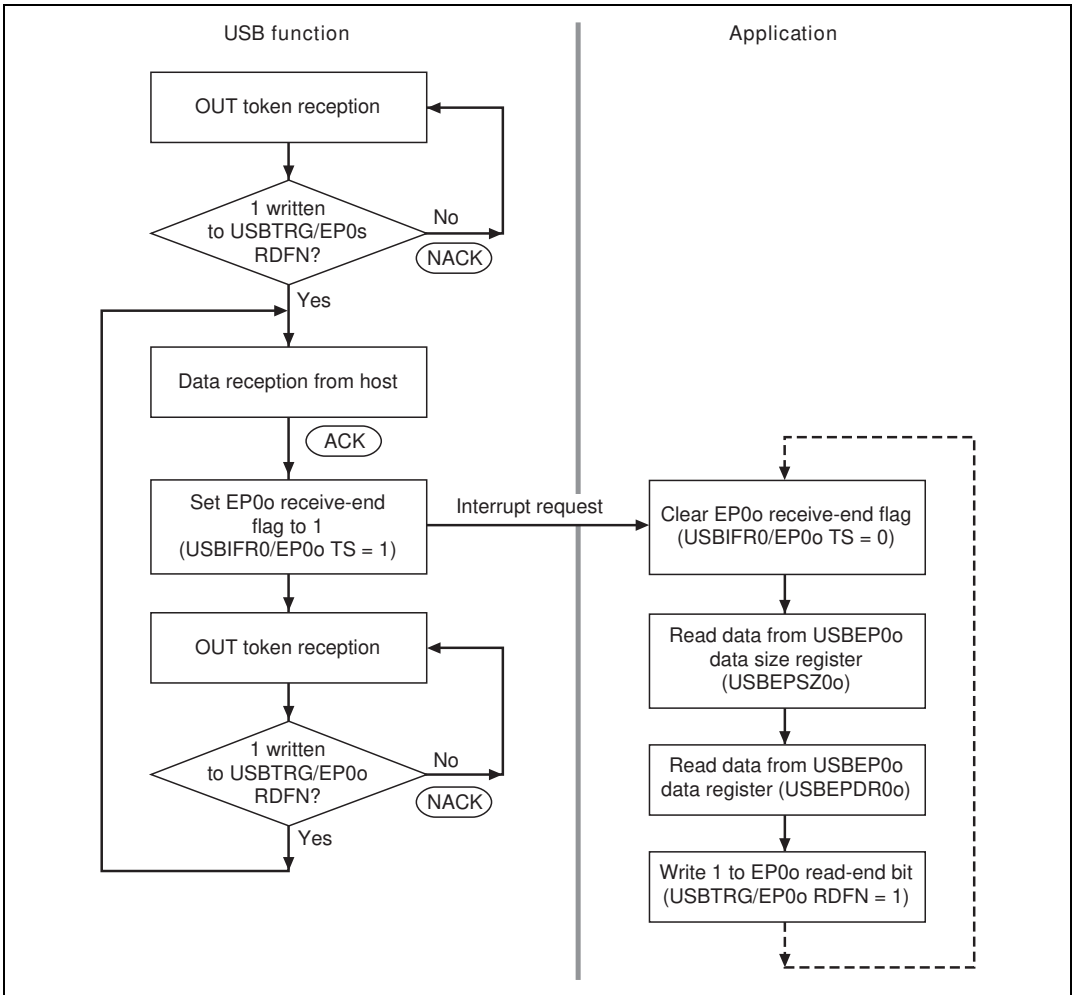 USB function
Application
OUT token reception
1 written
to USBTRG/EP0s
RDFN?
No
NACK
Yes
Data reception from host
ACK
Set EP0o receive-end
flag to 1
(USBIFR0/EP0o TS = 1)
Interrupt request
Clear EP0o receive-end flag
(USBIFR0/EP0o TS = 0)
OUT token reception
Read data from USBEP0o
data size register
(USBEPSZ0o)
1 written
to USBTRG/EP0o
RDFN?
No
NACK
Yes
Read data from USBEP0o
data register (USBEPDR0o)
Write 1 to EP0o read-end bit
(USBTRG/EP0o RDFN = 1)